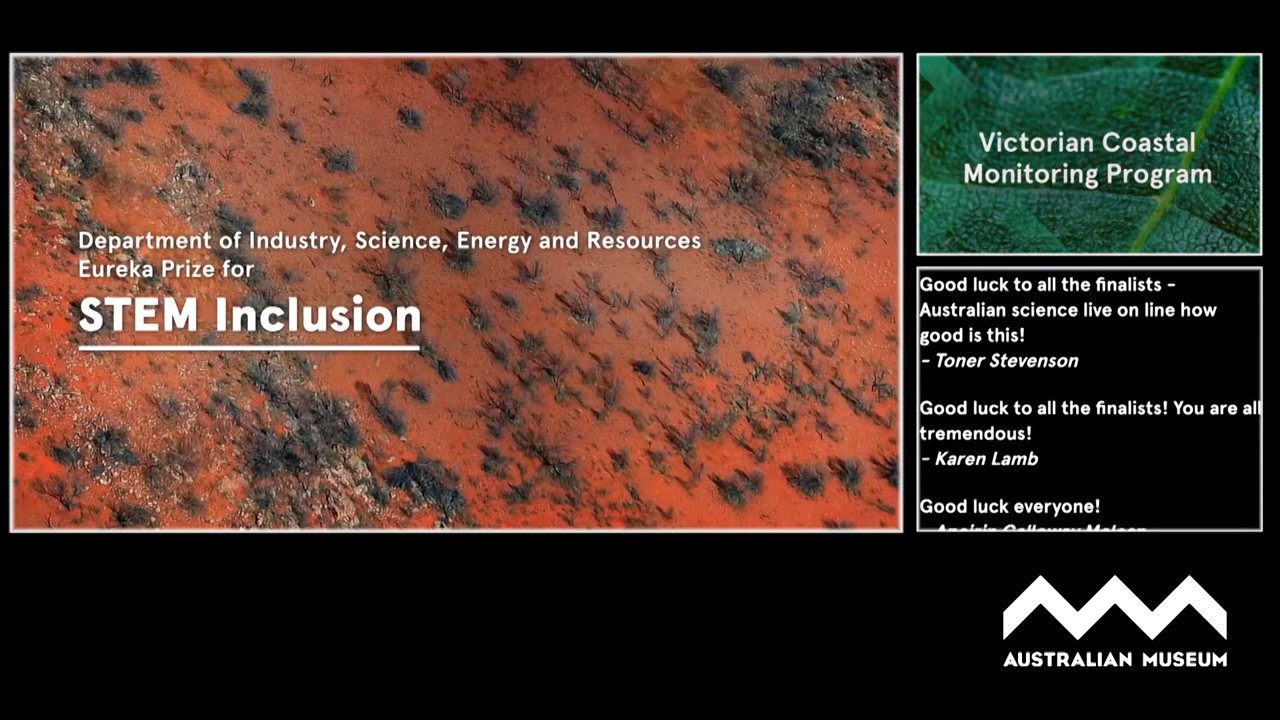 Department of Industry, Science, Energy and Resources
Eureka Prize for
STEM Inclusion
Victorian Coastal
Monitoring Program
Good luck to all the finalists -
Australian science live on line how
good is this!
- Toner Stevenson
Good luck to all the finalists! You are all
tremendous!
- Karen Lamb
Good luck everyone!
AUSTRALIAN MUSEUM